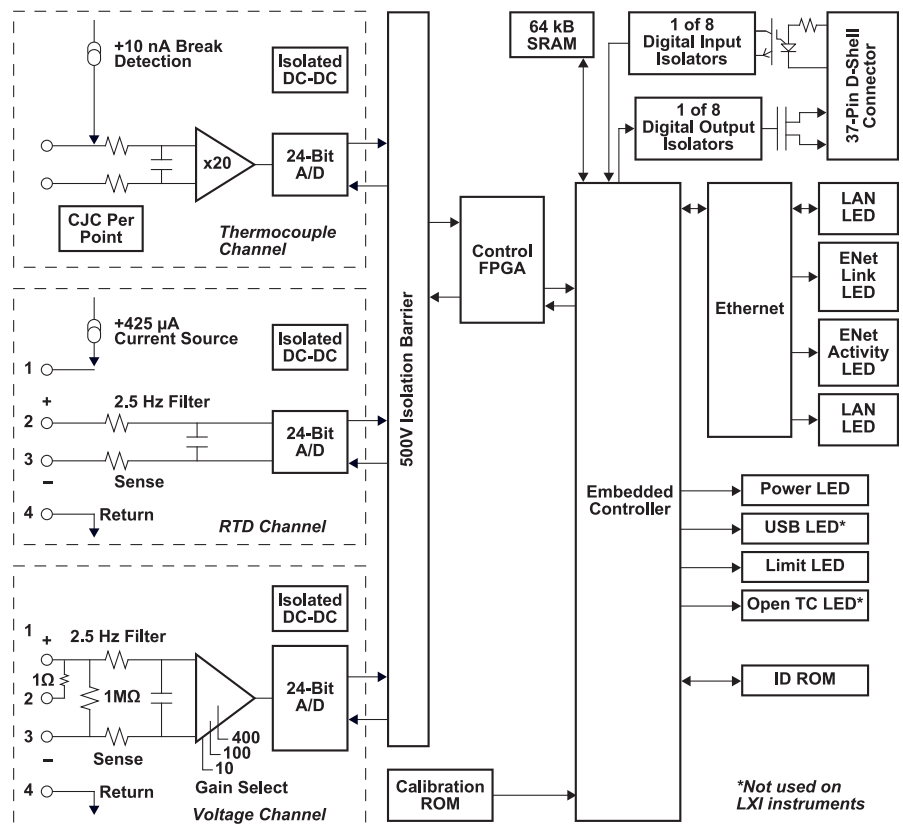 +10 nA Break
Detection
Isolated
DC-DC
x20
24-Bit
A/D
CJC Per
Point
Thermocouple
Channel
+425 µA
Current Source
Isolated
DC-DC
1
+
2
2.5 Hz Filter
24-Bit
A/D
3
–
Sense
4
Return
RTD Channel
Isolated
DC-DC
1
+
2.5 Hz Filter
1Ω
2
1MΩ
24-Bit
A/D
400
100
10
3
–
Sense
Gain Select
4
Return
Voltage Channel
500V Isolation Barrier
Control
FPGA
64 kB
SRAM
1 of 8
Digital Input
Isolators
1 of 8
Digital Output
Isolators
37-Pin D-Shell
Connector
Embedded
Controller
Ethernet
LAN
LED
ENet
Link
LED
ENet
Activity
LED
LAN
LED
Power LED
USB LED*
Limit LED
Open TC LED*
ID ROM
Calibration
ROM
*Not used on
LXI instruments